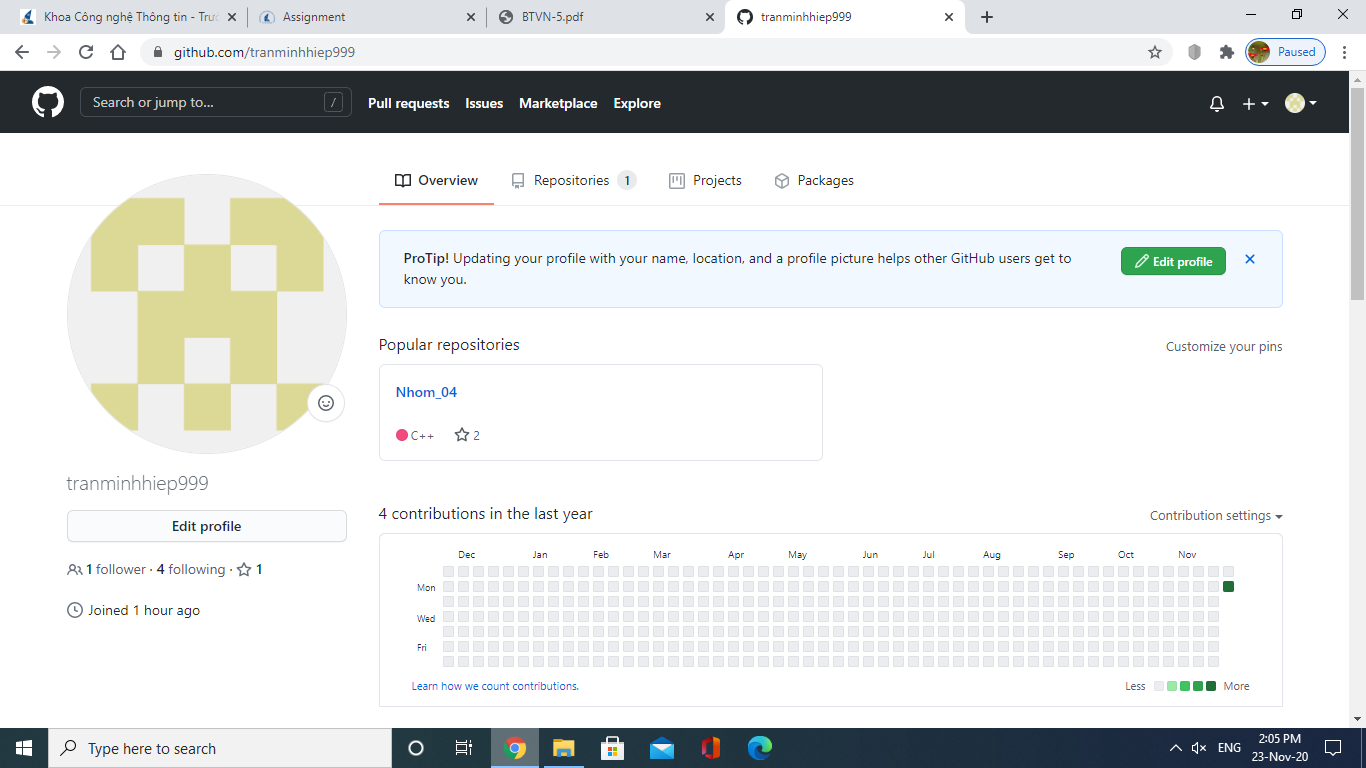 Khoa Công nghệ Thông tin - Trườ
Assignment
BTVN-5.pdf
tranminhhiep999
github.com/tranminhhiep999
Paused
Search or jump to...
/
Pull requests
Issues
Marketplace
Explore
Overview
Repositories 1
Projects
Packages
ProTip! Updating your profile with your name, location, and a profile picture helps other GitHub users get to
know you.
Edit profile
Popular repositories
Customize your pins
Nhom_04
C++
2
tranminhhiep999
Edit profile
1 follower · 4 following · 1
Joined 1 hour ago
4 contributions in the last year
Contribution settings
Dec Jan Feb Mar Apr May Jun Jul Aug Sep Oct Nov
Mon
Wed
Fri
Learn how we count contributions.
Less
More
Type here to search
ENG
2:05 PM
23-Nov-20